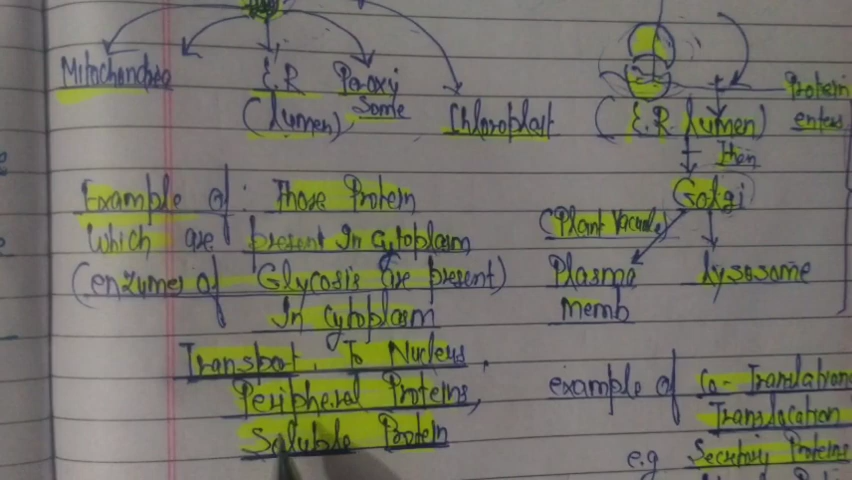 Mitochondrea
E.R
(lumen),
Peroxy
some
Chloroplast
Example of: Those Protein
Which are present In cytoplasm
(enzymes of Glycosis are present)
In cytoplasm
Transport To Nucleus,
Peripheral Proteins,
Soluble Protein
Protein
enters
(E.R lumen)
then
Golgi
(Plant Vacuole)
Plasma
memb
Lysosome
example of Co-Translation
Translocation
e.g Secretory Proteins